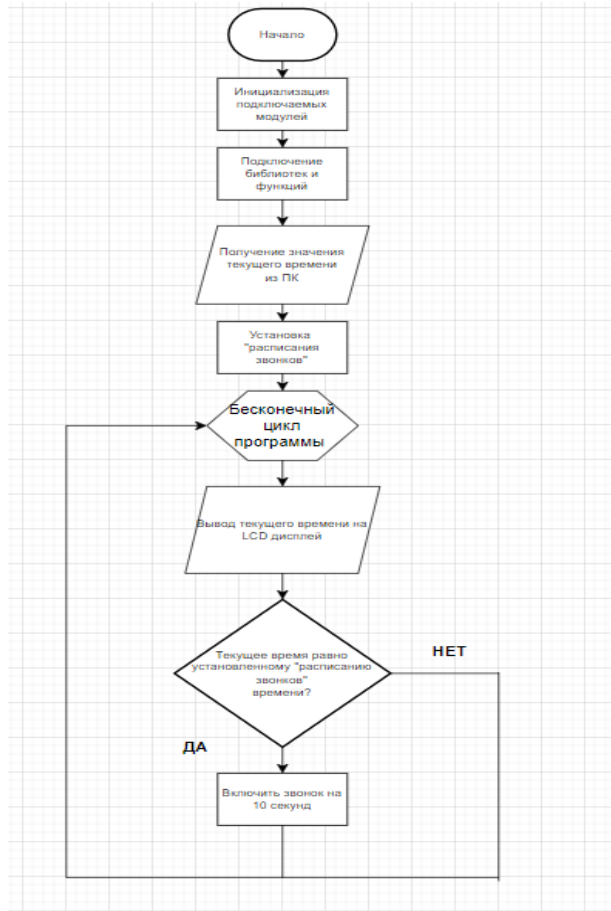 Начало
Инициализация
подключаемых
модулей
Подключение
библиотек и
функций
Получение значения
текущего времени
из ПК
Установка
"расписания
звонков"
Бесконечный
цикл
программы
Вывод текущего времени на
LCD дисплей
Текущее время равно
установленному "расписанию
звонков"
времени?
НЕТ
ДА
Включить звонок на
10 секунд